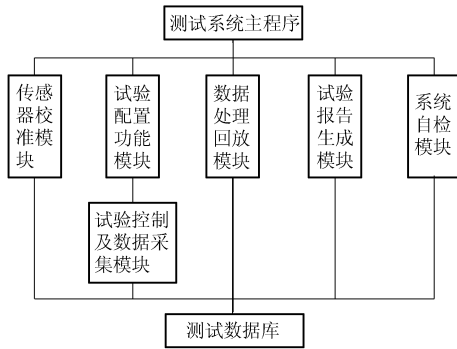 测试系统主程序
传感
器校
准模
块
试验
配置
功能
模块
数据
处理
回放
模块
试验
报告
生成
模块
系统
自检
模块
试验控制
及数据采
集模块
测试数据库